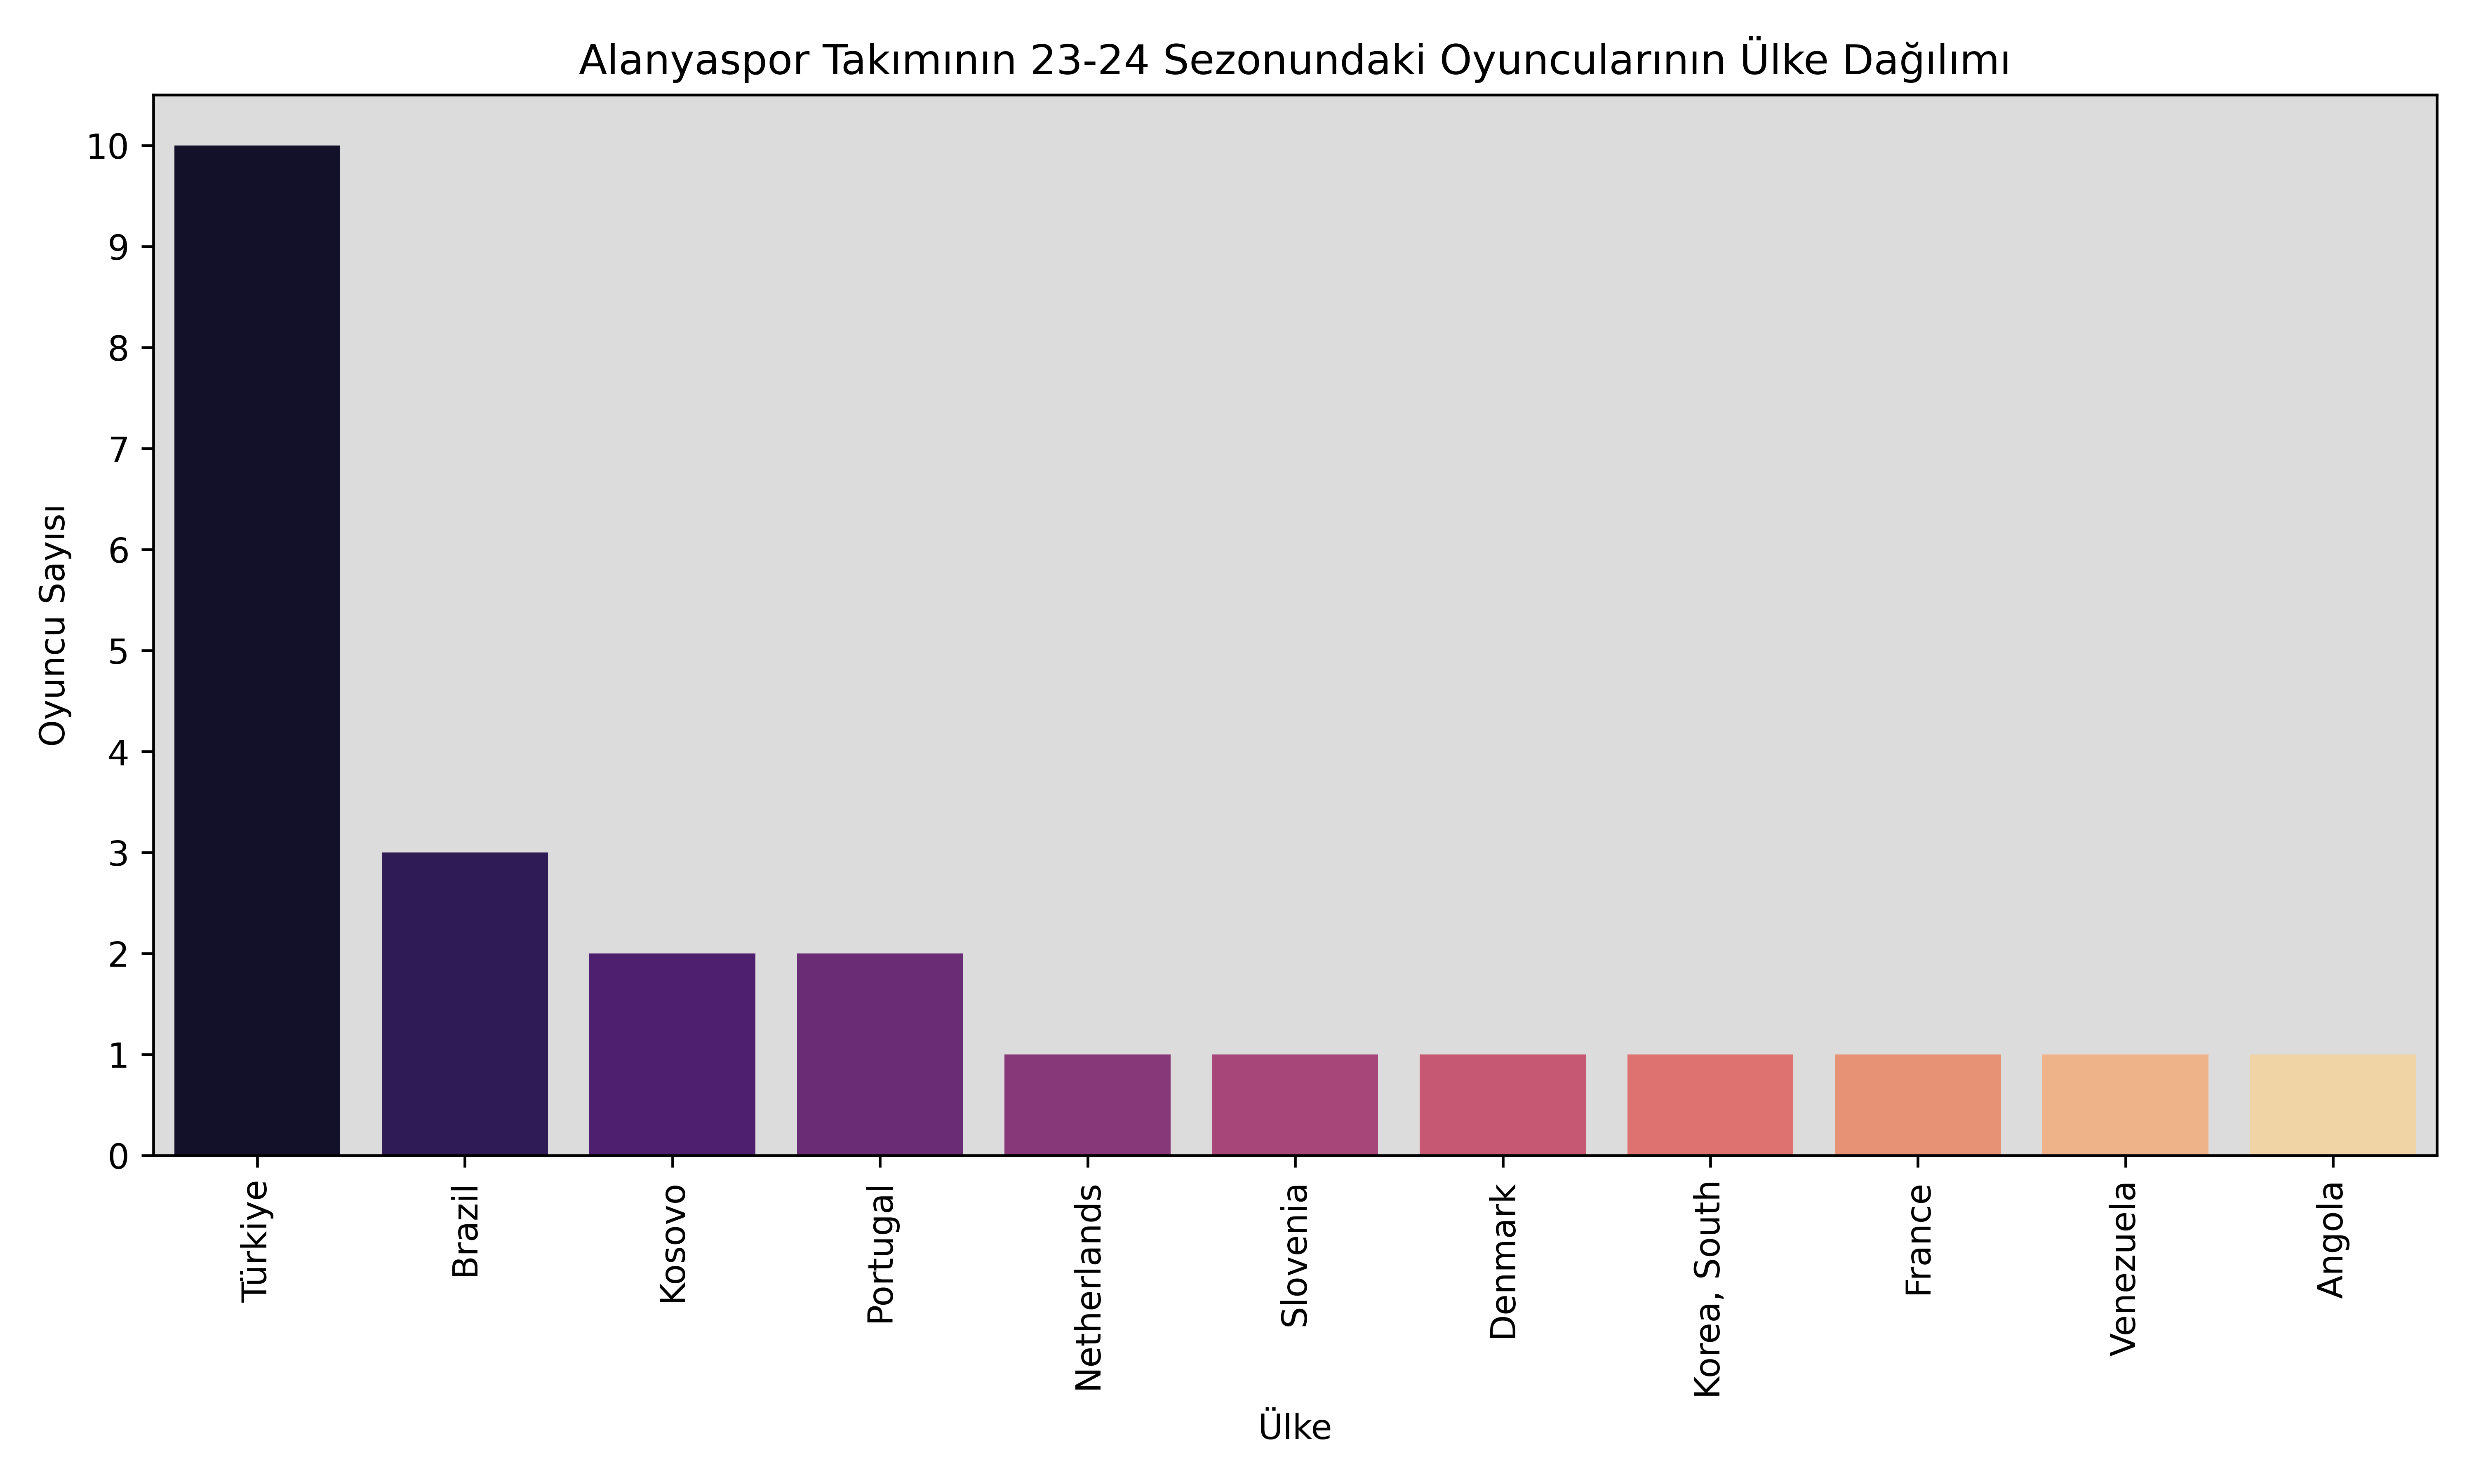 Alanyaspor Takımının 23-24 Sezonundaki Oyuncularının Ülke Dağılımı
Oyuncu Sayısı
10
9
8
7
6
5
4
3
2
1
0
Türkiye
Brazil
Kosovo
Portugal
Netherlands
Slovenia
Denmark
Korea, South
France
Venezuela
Angola
Ülke